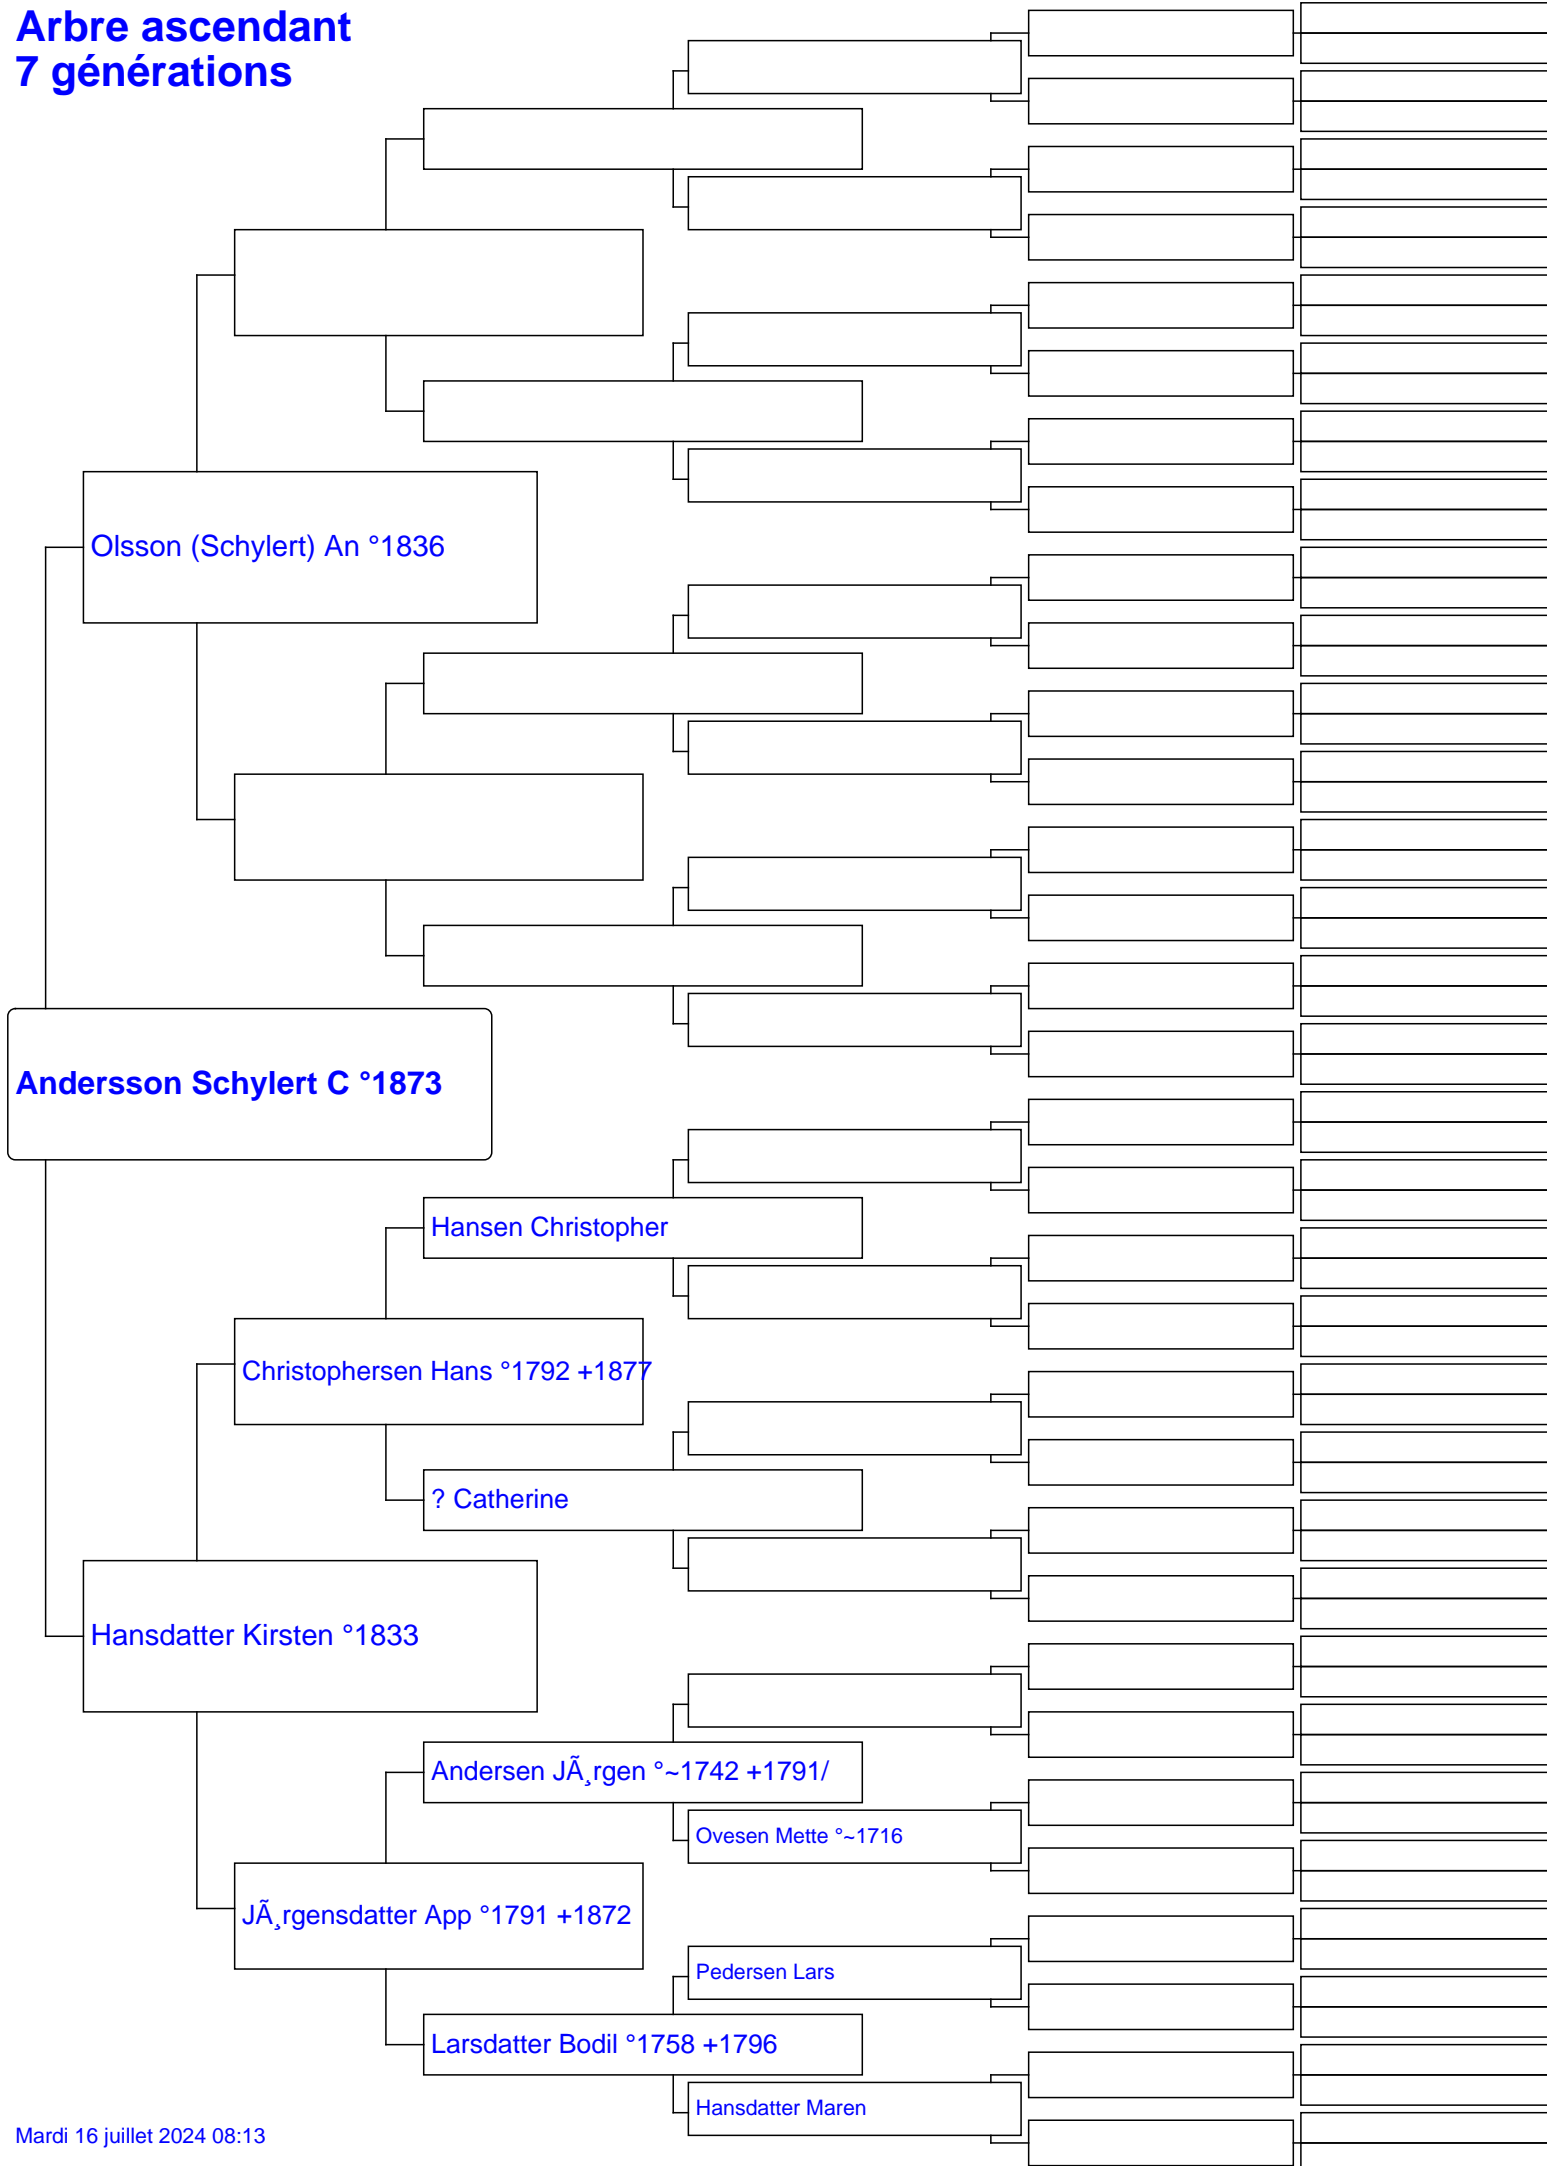 Arbre ascendant
7 générations
Olsson (Schylert) An °1836
Andersson Schylert C °1873
Hansen Christopher
Christophersen Hans °1792 +1877
? Catherine
Hansdatter Kirsten °1833
Andersen JÃ¸rgen °~1742 +1791/
Ovesen Mette °~1716
JÃ¸rgensdatter App °1791 +1872
Pedersen Lars
Larsdatter Bodil °1758 +1796
Hansdatter Maren
Mardi 16 juillet 2024 08:13